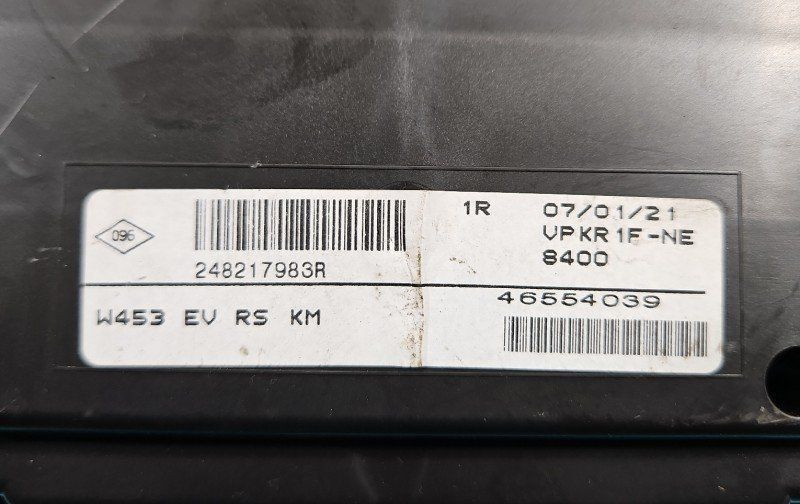 096
248217983R
W453 EV RS KM
1R 07/01/21
VPKR1F-NE
8400
46554039